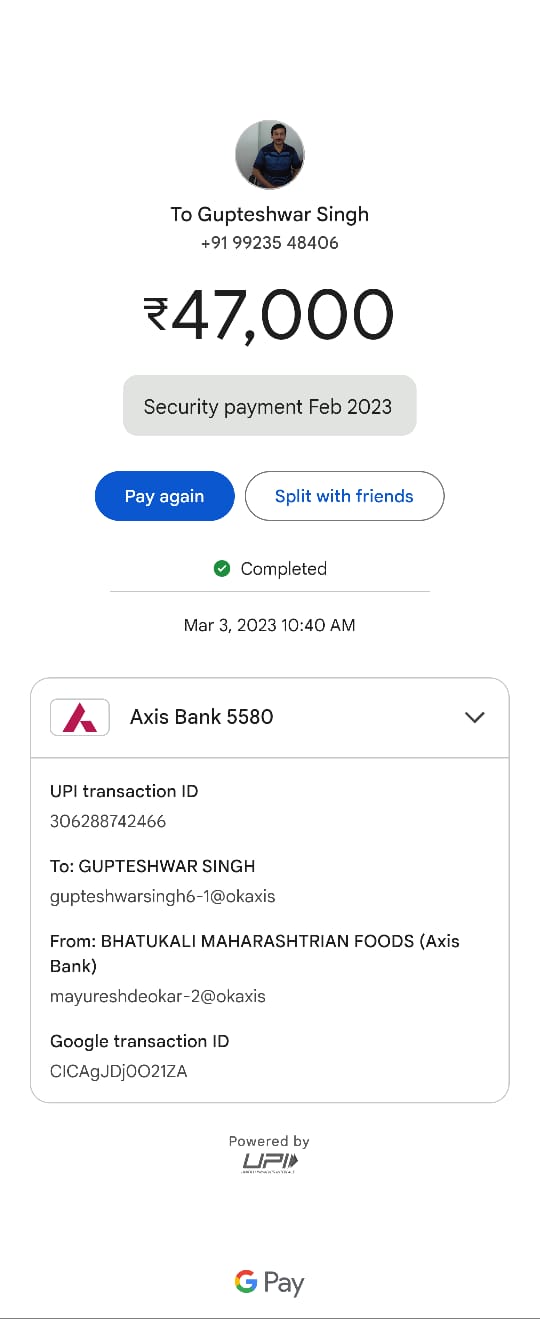 To Gupteshwar Singh
+91 99235 48406
₹47,000
Security payment Feb 2023
Pay again
Split with friends
Completed
Mar 3, 2023 10:40 AM
Axis Bank 5580
UPI transaction ID
306288742466
To: GUPTESHWAR SINGH
gupteshwarsingh6-1@okaxis
From: BHATUKALI MAHARASHTRIAN FOODS (Axis
Bank)
mayureshdeokar-2@okaxis
Google transaction ID
CICAgJDj0O21ZA
Powered by
UPI
G Pay